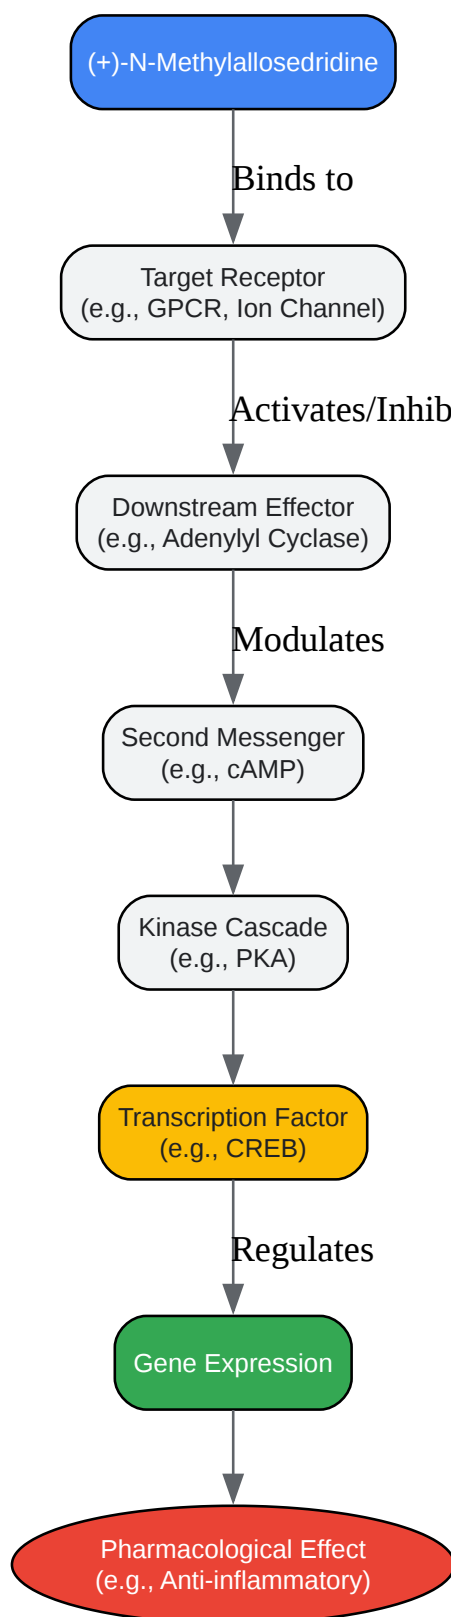 (+)-N-Methylallosedridine
Binds to
Target Receptor
(e.g., GPCR, Ion Channel)
Activates/Inhib
Downstream Effector
(e.g., Adenylyl Cyclase)
Modulates
Second Messenger
(e.g., cAMP)
Kinase Cascade
(e.g., PKA)
Transcription Factor
(e.g., CREB)
Regulates
Gene Expression
Pharmacological Effect
(e.g., Anti-inflammatory)